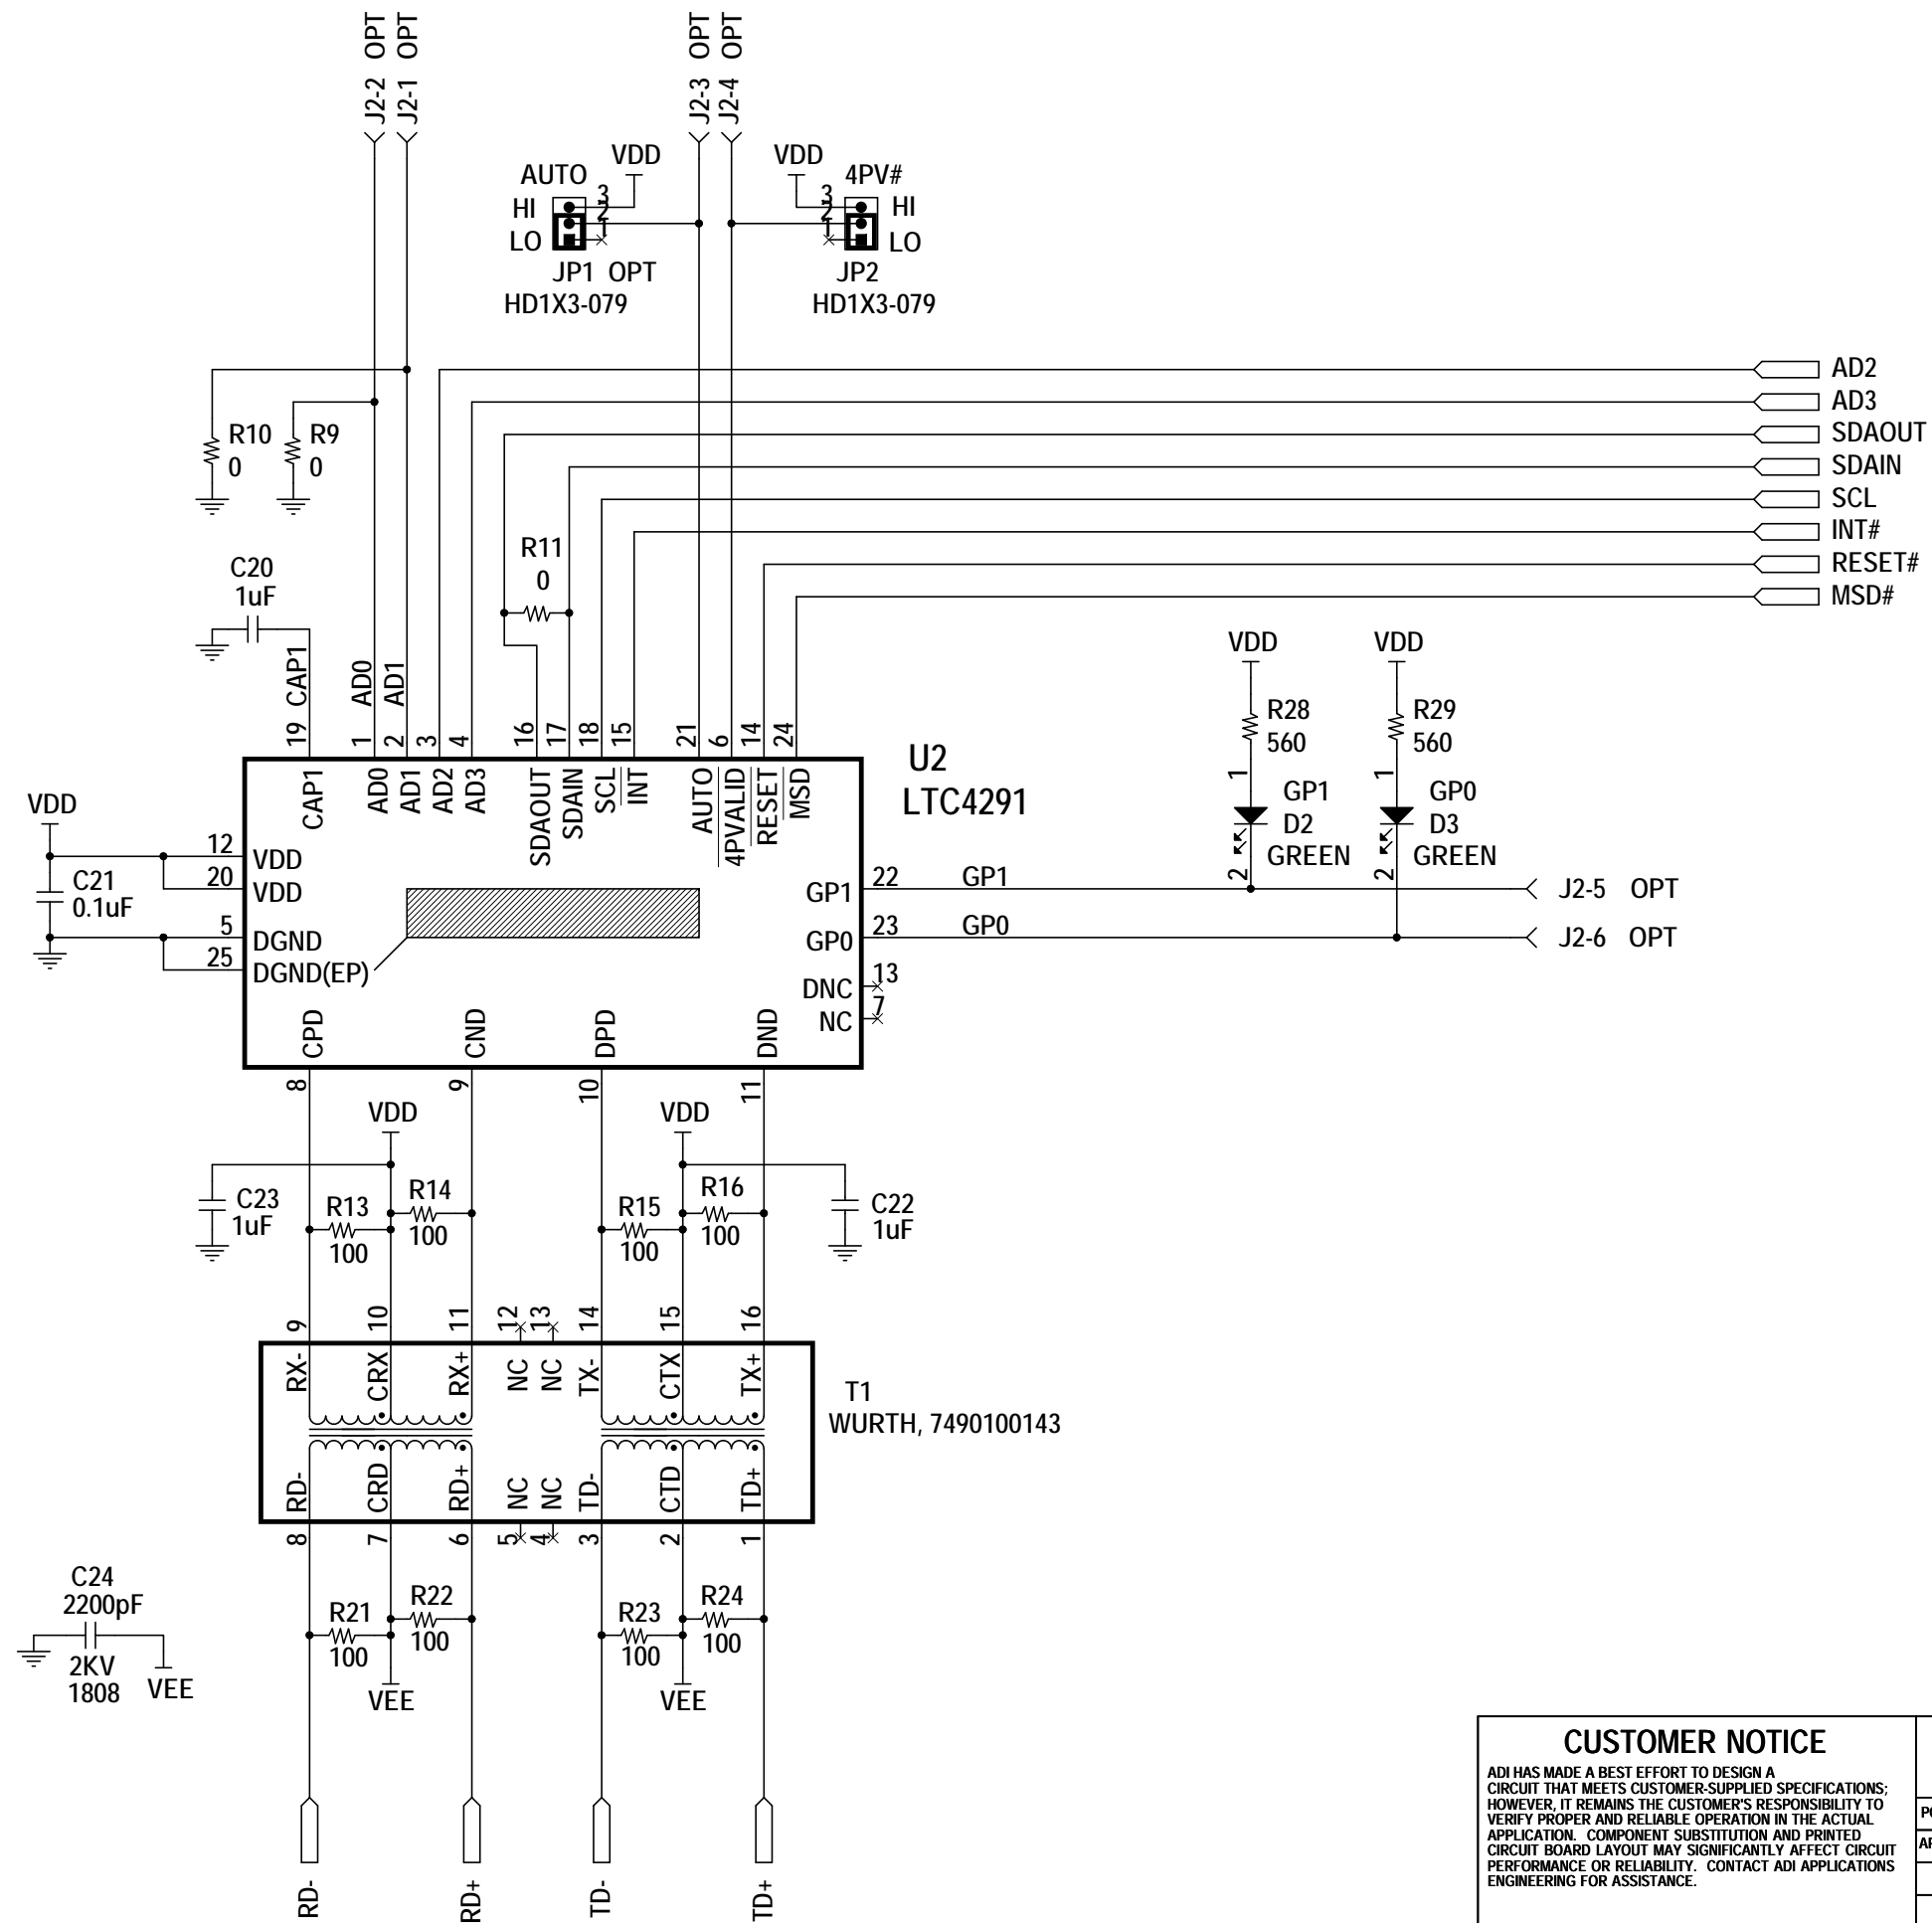 J2-2 OPT
J2-1 OPT
J2-3 OPT
J2-4 OPT
AUTO
VDD
HI
LO
3
2
1
JP1 OPT
HD1X3-079
VDD
4PV#
3
2
1
HI
LO
JP2
HD1X3-079
AD2
AD3
SDAOUT
SDAIN
SCL
INT#
RESET#
MSD#
R10
0
R9
0
R11
0
C20
1uF
CAP1
AD0
AD1
19
1
2
3
4
16
17
18
15
21
6
14
24
CAP1
AD0
AD1
AD2
AD3
SDAOUT
SDAIN
SCL
INT
AUTO
4PVALID
RESET
MSD
U2
LTC4291
VDD
R28
560
1
GP1
D2
GREEN
2
VDD
R29
560
1
GP0
D3
GREEN
2
VDD
C21
0.1uF
12 VDD
20 VDD
5 DGND
25 DGND(EP)
GP1 22 GP1
J2-5 OPT
GP0 23 GP0
J2-6 OPT
DNC 13
NC 7
CPD
CND
DPD
DND
8
9
10
11
VDD
VDD
C23
1uF
R13
100
R14
100
R15
100
R16
100
C22
1uF
9
10
11
12
13
14
15
16
RX-
CRX
RX+
NC
NC
TX-
CTX
TX+
T1
WURTH, 7490100143
RD-
CRD
RD+
NC
NC
TD-
CTD
TD+
8
7
6
5
4
3
2
1
C24
2200pF
2KV
1808
VEE
R21
100
R22
100
R23
100
R24
100
VEE
VEE
RD-
RD+
TD-
TD+
CUSTOMER NOTICE
ADI HAS MADE A BEST EFFORT TO DESIGN A
CIRCUIT THAT MEETS CUSTOMER-SUPPLIED SPECIFICATIONS;
HOWEVER, IT REMAINS THE CUSTOMER'S RESPONSIBILITY TO
VERIFY PROPER AND RELIABLE OPERATION IN THE ACTUAL
APPLICATION. COMPONENT SUBSTITUTION AND PRINTED
CIRCUIT BOARD LAYOUT MAY SIGNIFICANTLY AFFECT CIRCUIT
PERFORMANCE OR RELIABILITY. CONTACT ADI APPLICATIONS
ENGINEERING FOR ASSISTANCE.